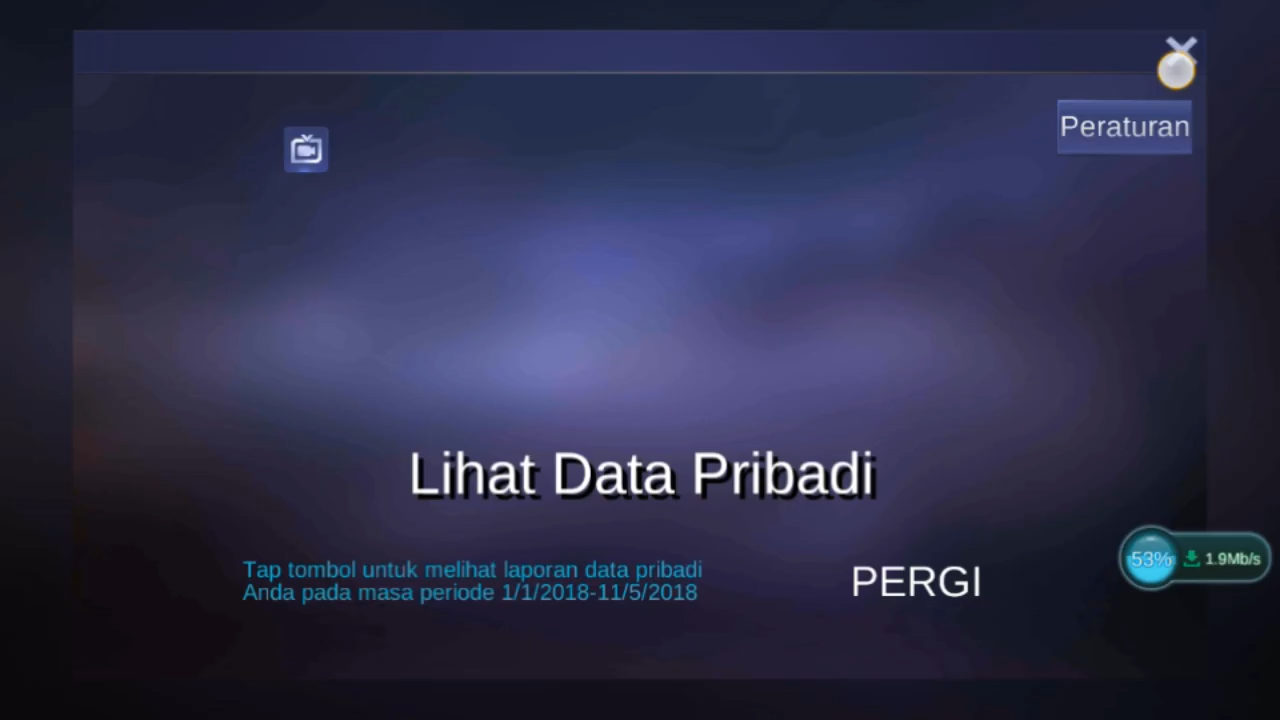 Peraturan
Lihat Data Pribadi
Tap tombol untuk melihat laporan data pribadi
Anda pada masa periode 1/1/2018-11/5/2018
PERGI
53% 1.9Mb/s